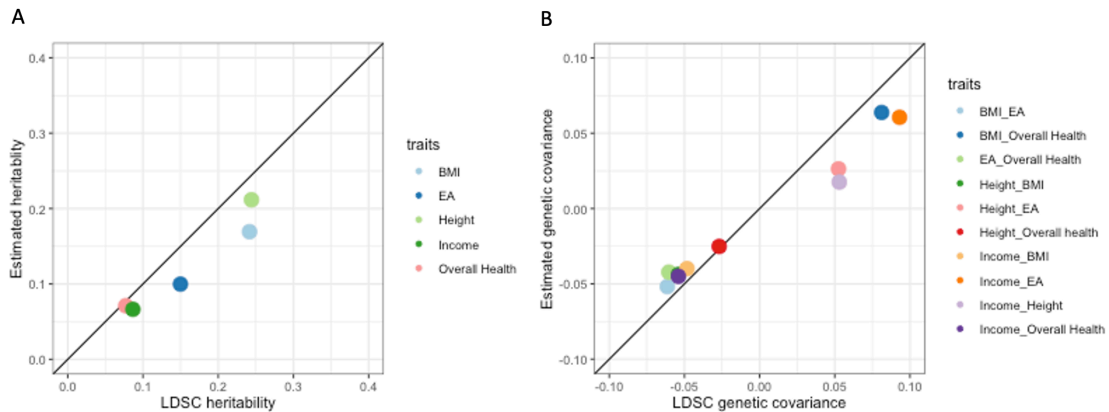 A
B
0.4
0.3
0.2
0.1
0.0
Estimated heritablity
0.0
0.1
0.2
0.3
0.4
LDSC heritability
traits
BMI
EA
Height
Income
Overall Health
0.10
0.05
0.00
-0.05
-0.10
Estimated genetic covariance
-0.10
-0.05
0.00
0.05
0.10
LDSC genetic covariance
traits
BMI_EA
BMI_Overall Health
EA_Overall Health
Height_BMI
Height_EA
Height_Overall health
Income_BMI
Income_EA
Income_Height
Income_Overall Health